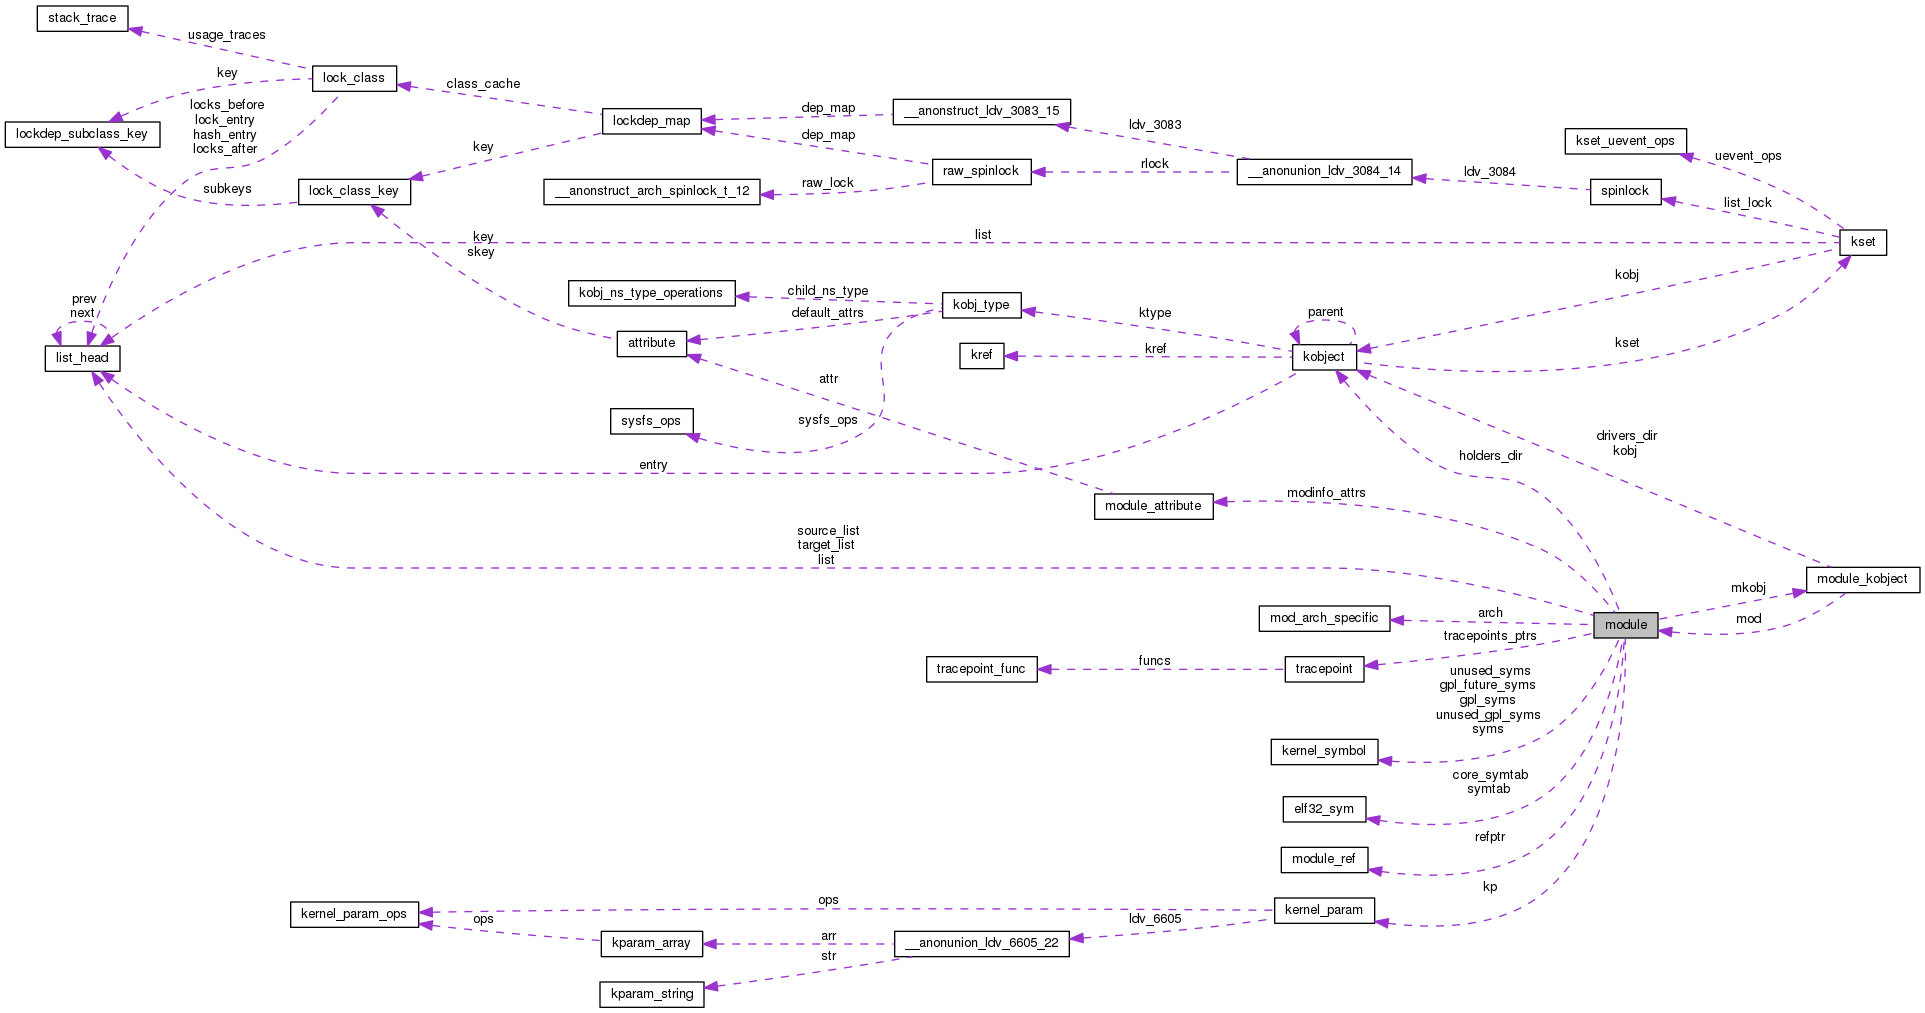 stack_trace
usage_traces
key
lock_class
class_cache
locks_before
lock_entry
hash_entry
locks_after
lockdep_subclass_key
subkeys
lock_class_key
lockdep_map
key
dep_map
dep_map
__anonstruct_ldv_3083_15
ldv_3083
raw_spinlock
rlock
__anonunion_ldv_3084_14
raw_lock
__anonstruct_arch_spinlock_t_12
ldv_3084
spinlock
kset_uevent_ops
uevent_ops
list_lock
kset
list
key
skey
prev
next
list_head
kobj_ns_type_operations
child_ns_type
default_attrs
kobj_type
attribute
kref
ktype
kref
parent
kobject
kobj
kset
attr
sysfs_ops
sysfs_ops
entry
holders_dir
drivers_dir
kobj
modinfo_attrs
module_attribute
source_list
target_list
list
mod_arch_specific
arch
module
mkobj
mod
module_kobject
tracepoints_ptrs
tracepoint
funcs
tracepoint_func
unused_syms
gpl_future_syms
gpl_syms
unused_gpl_syms
syms
kernel_symbol
core_symtab
symtab
elf32_sym
refptr
module_ref
kp
kernel_param
ops
ldv_6605
kernel_param_ops
ops
kparam_array
arr
str
__anonunion_ldv_6605_22
kparam_string